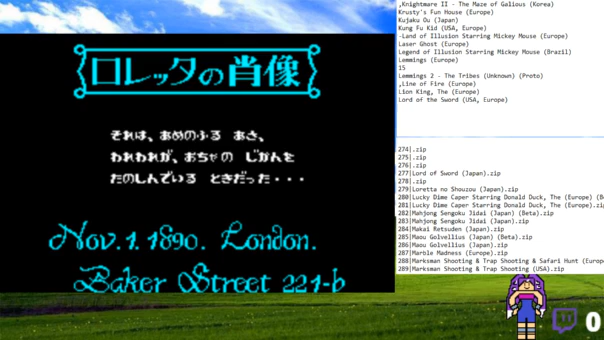 ロレッタの肖像
それは、あめのふる あさ、
われわれが、おちゃの じかんを
たのしんでいる ときだった・・・
Nov.1.1890. London.
Baker Street 221-b
,Knightmare II - The Maze of Galious (Korea)
Krusty's Fun House (Europe)
Kujaku Ou (Japan)
Kung Fu Kid (USA, Europe)
-Land of Illusion Starring Mickey Mouse (Europe)
Laser Ghost (Europe)
Legend of Illusion Starring Mickey Mouse (Brazil)
Lemmings (Europe)
15
Lemmings 2 - The Tribes (Unknown) (Proto)
,Line of Fire (Europe)
Lion King, The (Europe)
Lord of the Sword (USA, Europe)
274|.zip
275|.zip
276|.zip
277|Lord of Sword (Japan).zip
278|.zip
279|Loretta no Shouzou (Japan).zip
280|Lucky Dime Caper Starring Donald Duck, The (Europe) (B
281|Lucky Dime Caper Starring Donald Duck, The (Europe).zi
282|Mahjong Sengoku Jidai (Japan) (Beta).zip
283|Mahjong Sengoku Jidai (Japan).zip
284|Makai Retsuden (Japan).zip
285|Maou Golvellius (Japan) (Beta).zip
286|Maou Golvellius (Japan).zip
287|Marble Madness (Europe).zip
288|Marksman Shooting & Trap Shooting & Safari Hunt (Europe
289|Marksman Shooting & Trap Shooting (USA).zip
0